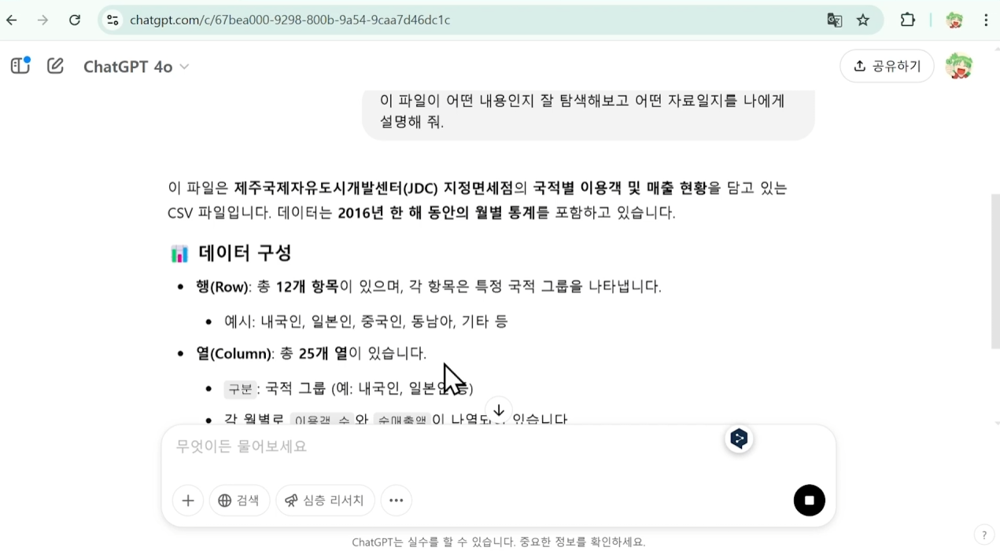 chatgpt.com/c/67bea000-9298-800b-9a54-9caa7d46dc1c
ChatGPT 4o
공유하기
이 파일이 어떤 내용인지 잘 탐색해보고 어떤 자료일지를 나에게
설명해 줘.
이 파일은 제주국제자유도시개발센터(JDC) 지정면세점의 국적별 이용객 및 매출 현황을 담고 있는
CSV 파일입니다. 데이터는 2016년 한 해 동안의 월별 통계를 포함하고 있습니다.
데이터 구성
• 행(Row): 총 12개 항목이 있으며, 각 항목은 특정 국적 그룹을 나타냅니다.
• 예시: 내국인, 일본인, 중국인, 동남아, 기타 등
• 열(Column): 총 25개 열이 있습니다.
• 구분: 국적 그룹 (예: 내국인, 일본인 등)
• 각 월별로 이용객 수와 순매출액이 나열되어 있습니다
무엇이든 물어보세요
검색
심층 리서치
ChatGPT는 실수를 할 수 있습니다. 중요한 정보를 확인하세요.
?